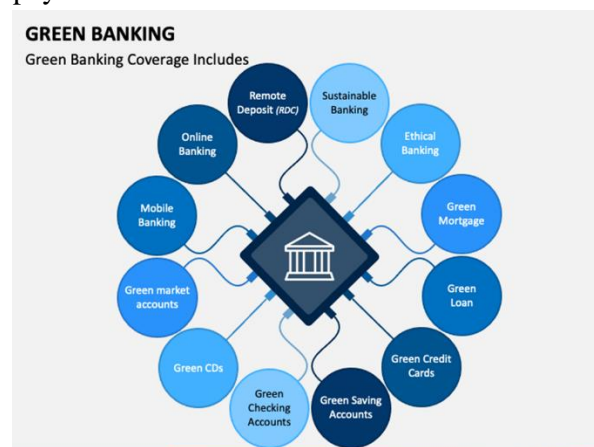 GREEN BANKING
Green Banking Coverage Includes
Remote
Deposit (RDC)
Sustainable
Banking
Ethical
Banking
Green
Mortgage
Green
Loan
Green Credit
Cards
Green Saving
Accounts
Green
Checking
Accounts
Green CDs
Green market
accounts
Mobile
Banking
Online
Banking